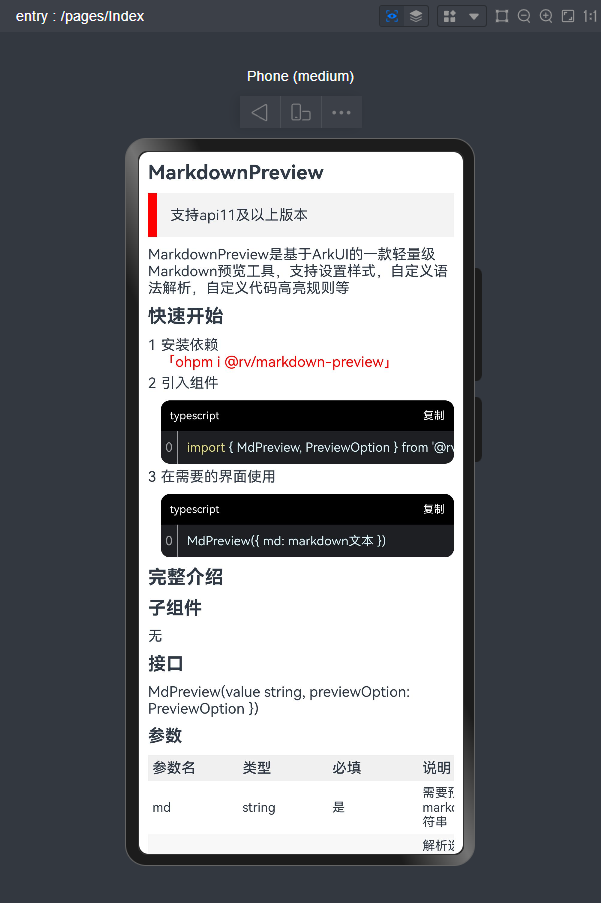 entry : /pages/Index
1:1
Phone (medium)
MarkdownPreview
支持api11及以上版本
MarkdownPreview是基于ArkUI的一款轻量级
Markdown预览工具，支持设置样式，自定义语
法解析，自定义代码高亮规则等
快速开始
1 安装依赖
「ohpm i @rv/markdown-preview」
2 引入组件
typescript 复制
0 import { MdPreview, PreviewOption } from '@rv
3 在需要的界面使用
typescript 复制
0 MdPreview({ md: markdown文本 })
完整介绍
子组件
无
接口
MdPreview(value string, previewOption:
PreviewOption })
参数
参数名 类型 必填 说明
md string 是 需要预
markd
符串
解析选